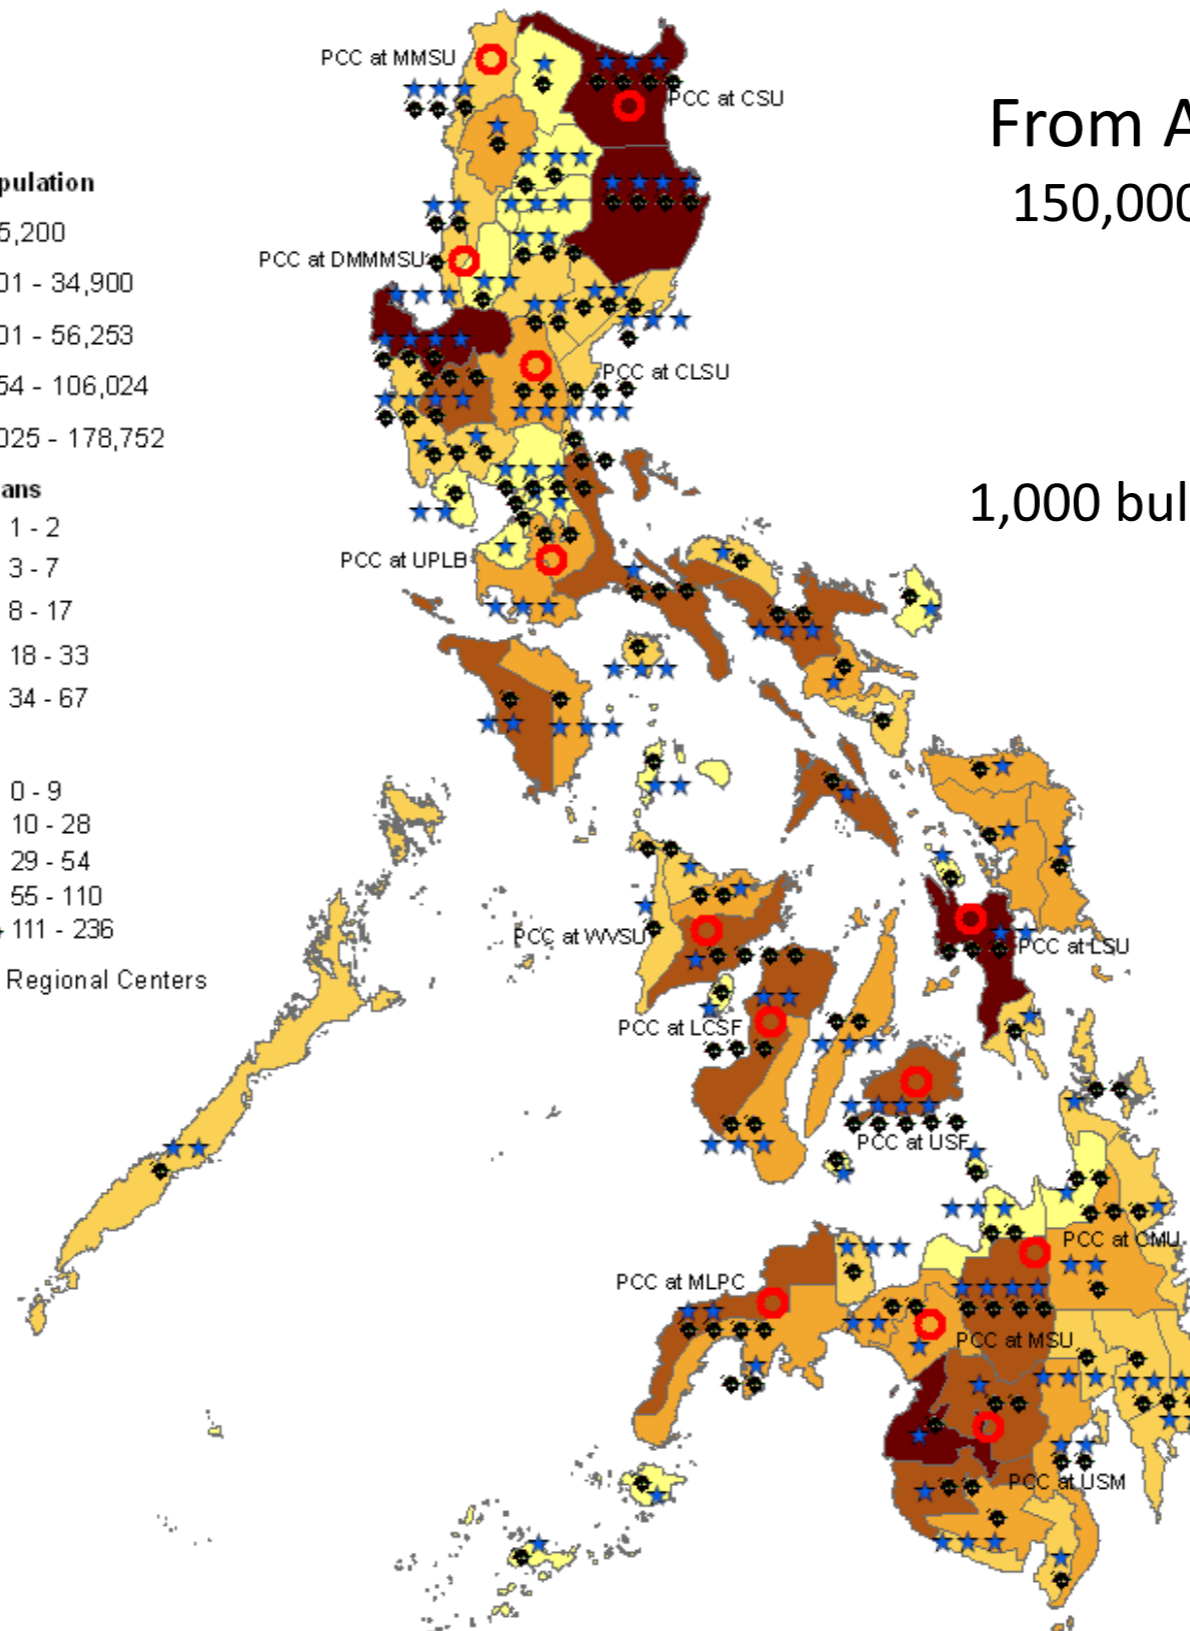 PCC at MMSU
PCC at CSU
From A
150,000
pulation
5,200
01 - 34,900
01 - 56,253
54 - 106,024
025 - 178,752
ans
1 - 2
3 - 7
8 - 17
18 - 33
34 - 67
0 - 9
10 - 28
29 - 54
55 - 110
111 - 236
Regional Centers
PCC at DMMMSU
PCC at CLSU
1,000 bul
PCC at UPLB
PCC at WVSU
PCC at LSU
PCC at LCSF
PCC at USF
PCC at CMU
PCC at MLPC
PCC at MSU
PCC at USM